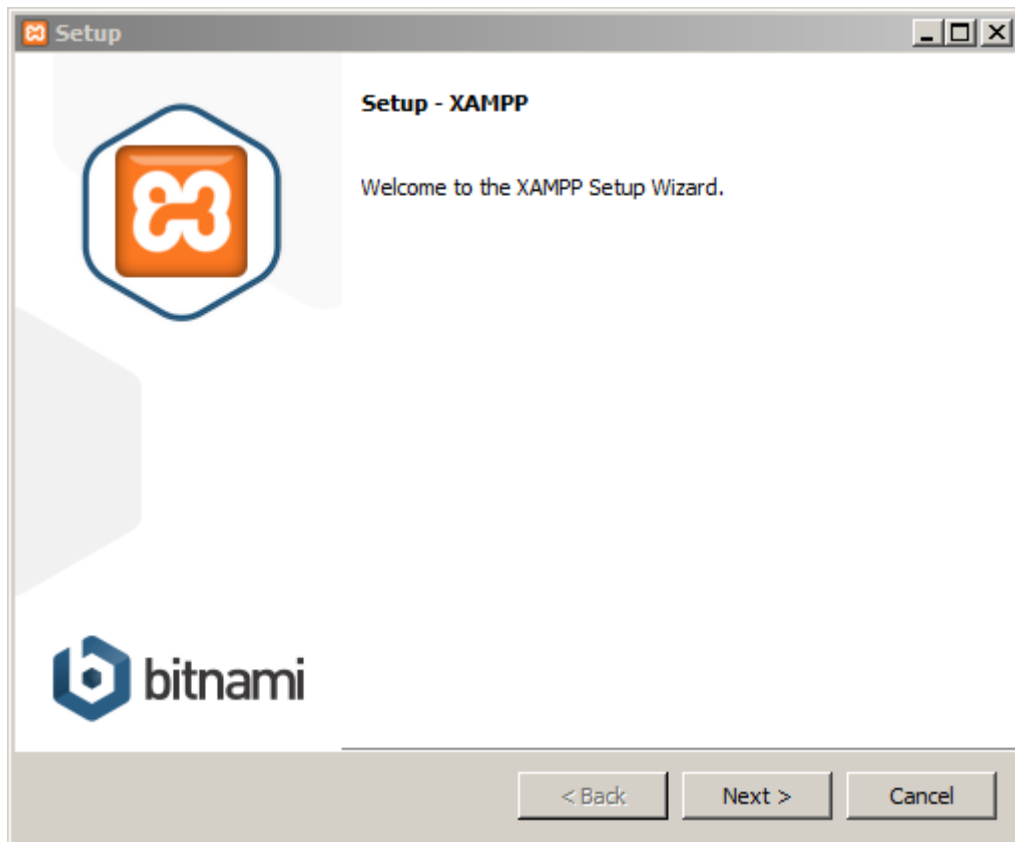 Setup
Setup - XAMPP
Welcome to the XAMPP Setup Wizard.
bitnami
< Back
Next >
Cancel